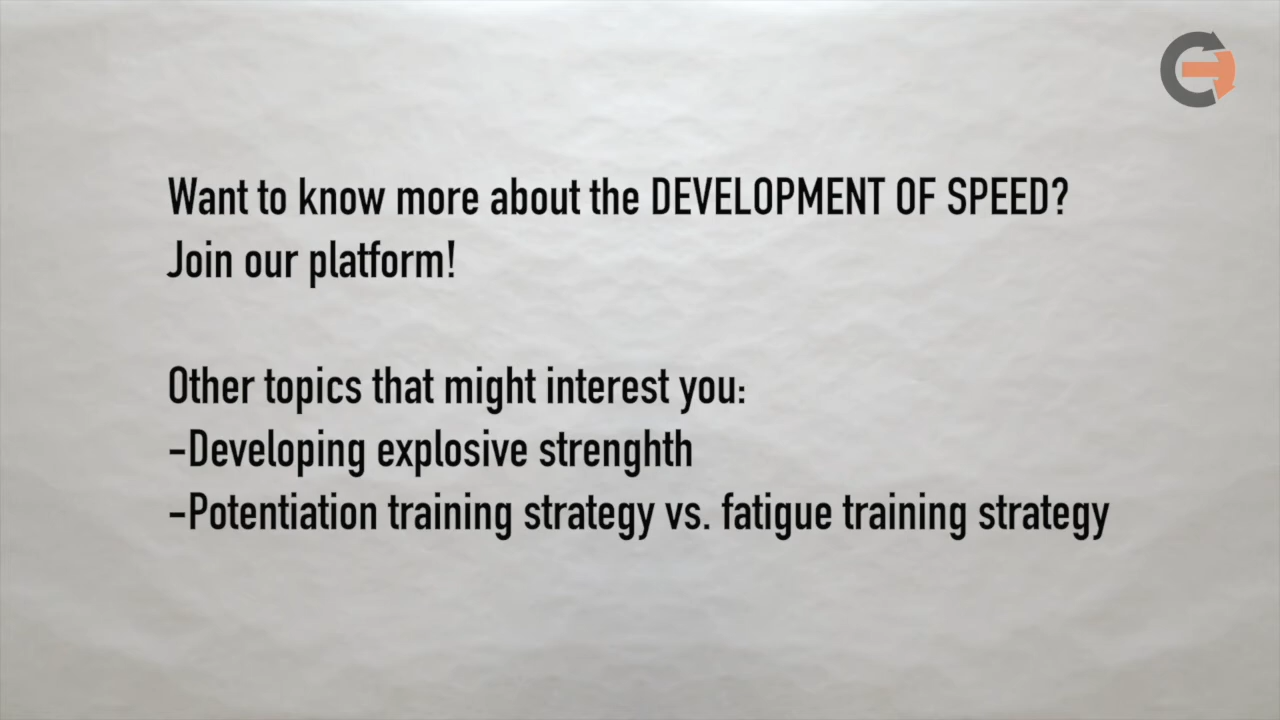 Want to know more about the DEVELOPMENT OF SPEED?
Join our platform!
Other topics that might interest you:
-Developing explosive strenghth
-Potentiation training strategy vs. fatigue training strategy